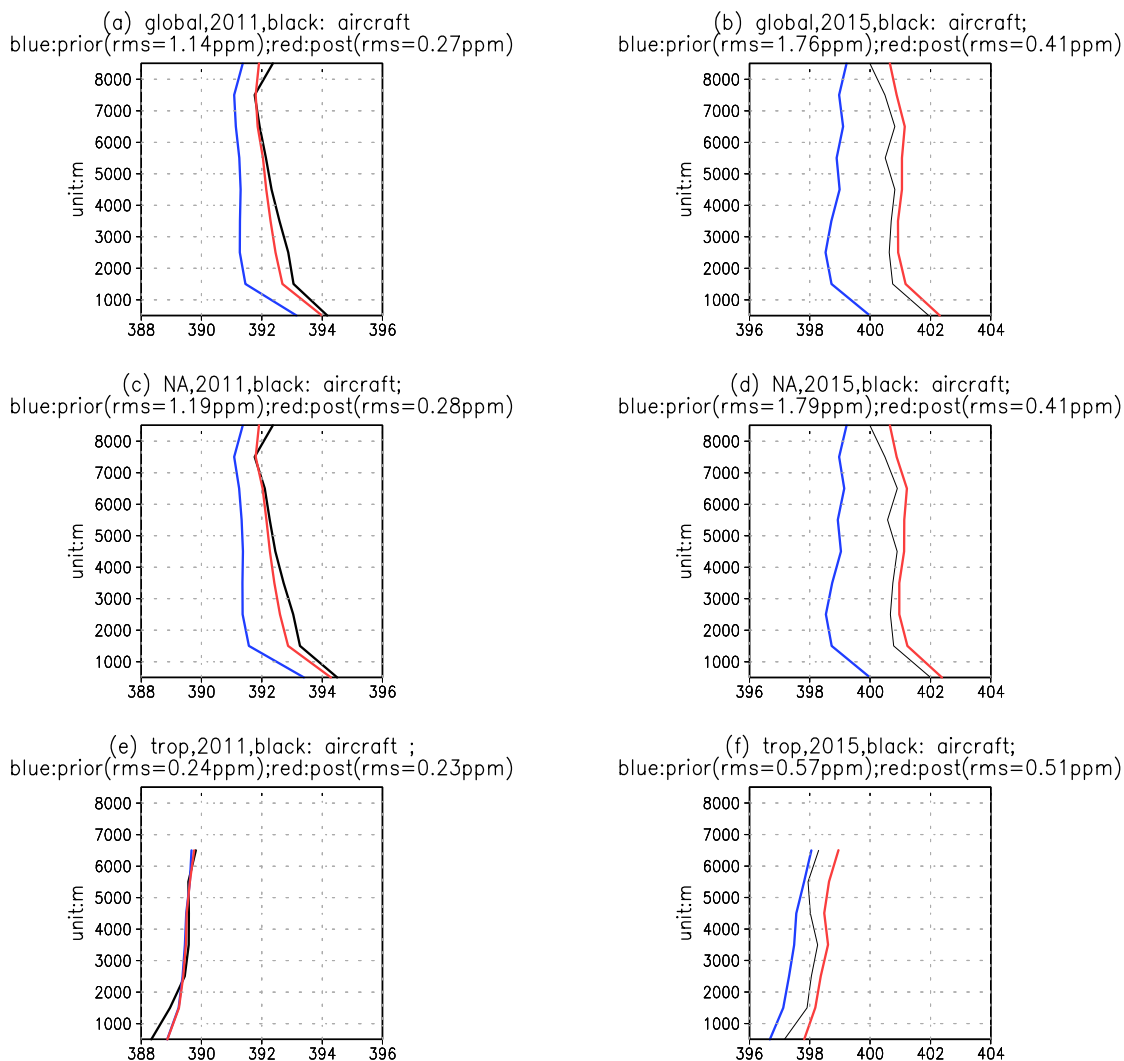 (a) global,2011,black: aircraft
blue:prior(rms=1.14ppm);red:post(rms=0.27ppm)
8000
7000
6000
5000
4000
3000
2000
1000
unit:m
388 390 392 394 396
(b) global,2015,black: aircraft;
blue:prior(rms=1.76ppm);red:post(rms=0.41ppm)
8000
7000
6000
5000
4000
3000
2000
1000
unit:m
396 398 400 402 404
(c) NA,2011,black: aircraft;
blue:prior(rms=1.19ppm);red:post(rms=0.28ppm)
8000
7000
6000
5000
4000
3000
2000
1000
unit:m
388 390 392 394 396
(d) NA,2015,black: aircraft;
blue:prior(rms=1.79ppm);red:post(rms=0.41ppm)
8000
7000
6000
5000
4000
3000
2000
1000
unit:m
396 398 400 402 404
(e) trop,2011,black: aircraft ;
blue:prior(rms=0.24ppm);red:post(rms=0.23ppm)
8000
7000
6000
5000
4000
3000
2000
1000
unit:m
388 390 392 394 396
(f) trop,2015,black: aircraft;
blue:prior(rms=0.57ppm);red:post(rms=0.51ppm)
8000
7000
6000
5000
4000
3000
2000
1000
unit:m
396 398 400 402 404